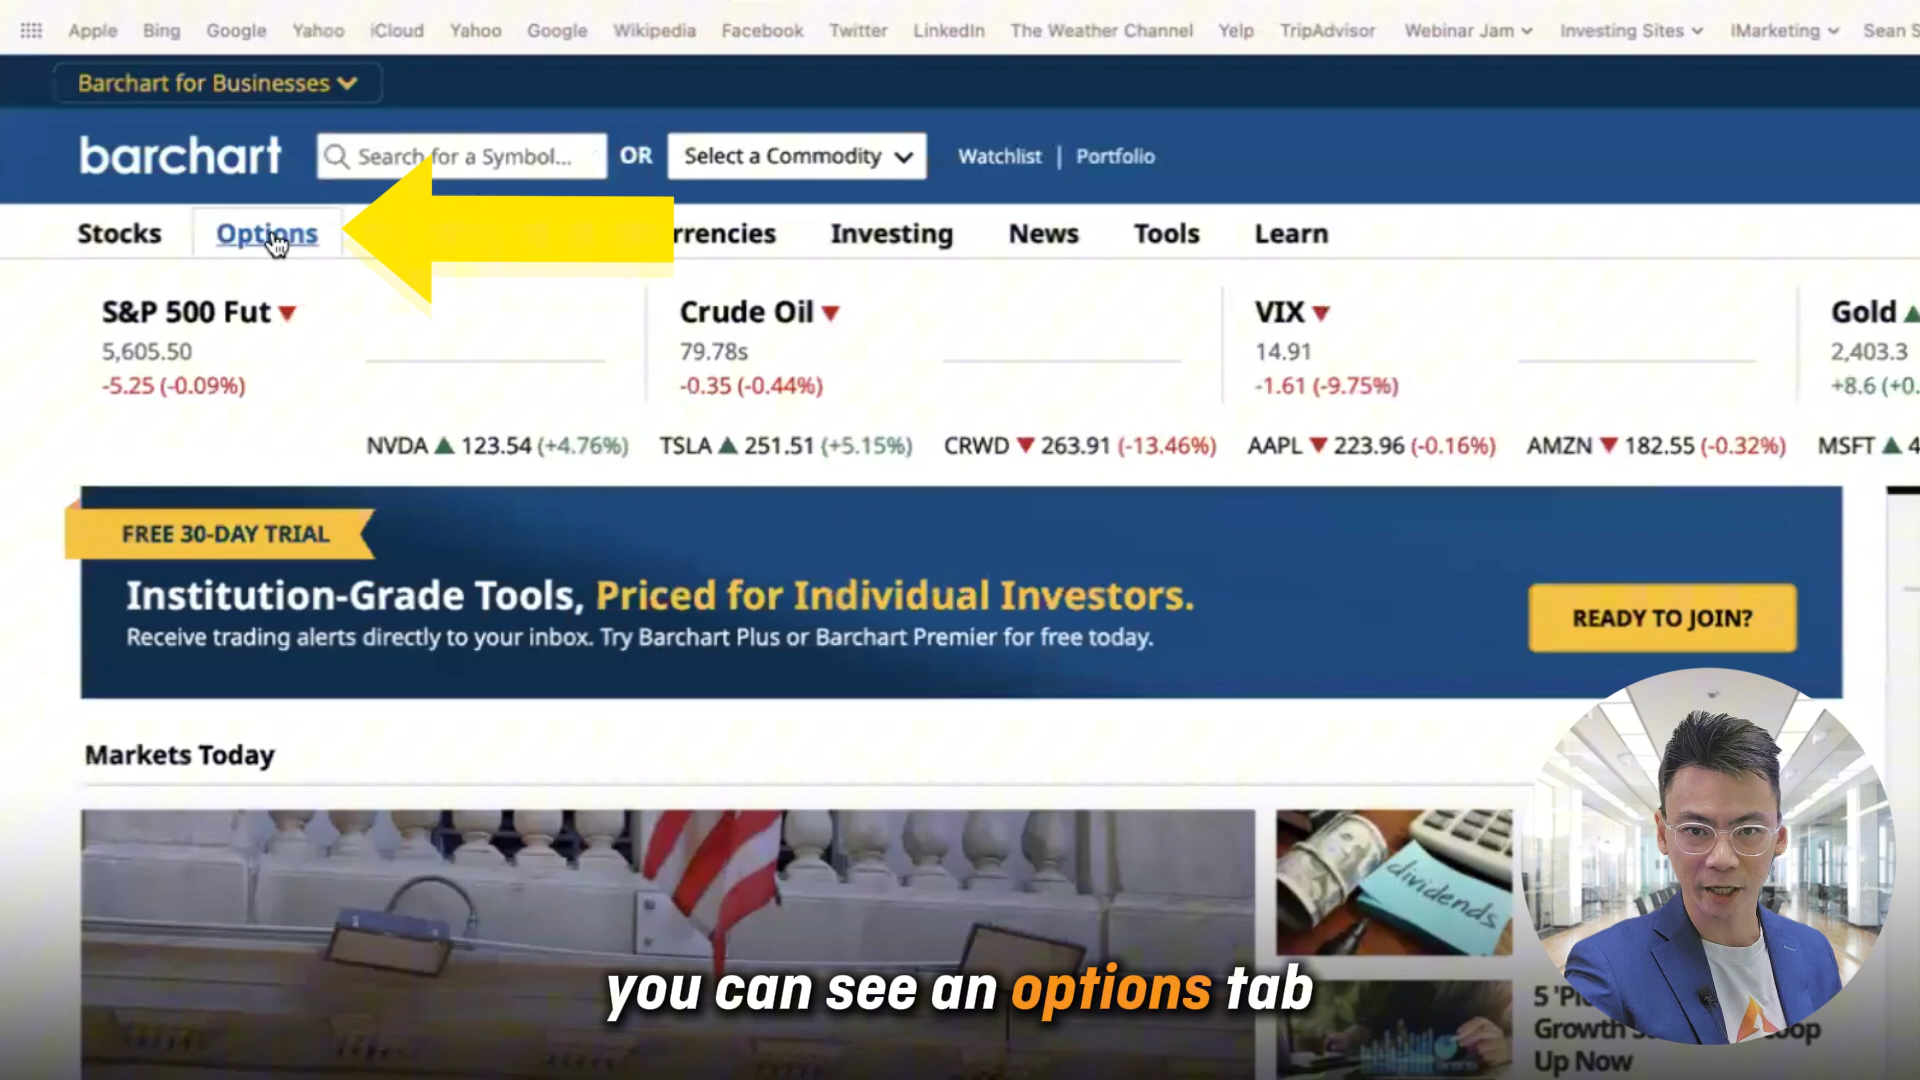 Apple Bing Google Yahoo iCloud Yahoo Google Wikipedia Facebook Twitter LinkedIn The Weather Channel Yelp TripAdvisor Webinar Jam Investing Sites IMarketing Sean S
Barchart for Businesses
barchart Search for a Symbol... OR Select a Commodity Watchlist | Portfolio
Stocks Options rrencies Investing News Tools Learn
S&P 500 Fut Crude Oil VIX Gold
5,605.50 79.78s 14.91 2,403.3
-5.25 (-0.09%) -0.35 (-0.44%) -1.61 (-9.75%) +8.6 (+0.
NVDA 123.54 (+4.76%) TSLA 251.51 (+5.15%) CRWD 263.91 (-13.46%) AAPL 223.96 (-0.16%) AMZN 182.55 (-0.32%) MSFT 4
FREE 30-DAY TRIAL
Institution-Grade Tools, Priced for Individual Investors.
Receive trading alerts directly to your inbox. Try Barchart Plus or Barchart Premier for free today.
READY TO JOIN?
Markets Today
dividends
you can see an options tab
Growth
Up Now